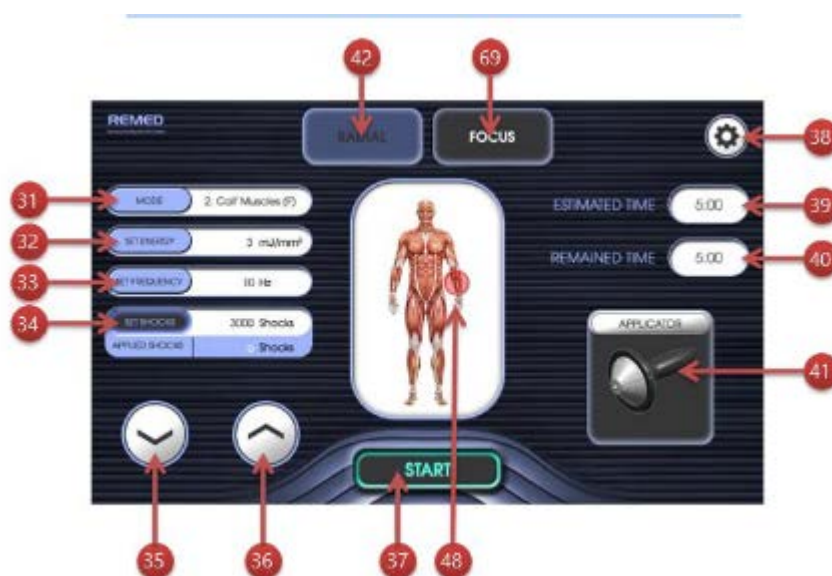 42
69
REMED
RADIAL
FOCUS
38
31
MODE
2. Calf Muscles (F)
ESTIMATED TIME
5:00
39
32
SET ENERGY
3 mJ/mm²
33
SET FREQUENCY
10 Hz
REMAINED TIME
5:00
40
34
SET SHOCKS
3000 Shocks
APPLIED SHOCKS
0 Shocks
APPLICATOR
41
START
35
36
37
48